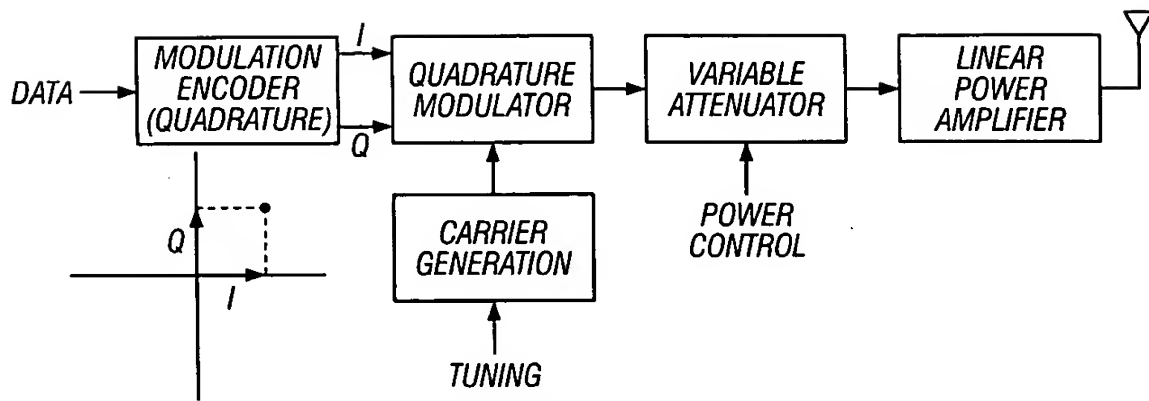 DATA
MODULATION
ENCODER
(QUADRATURE)
I
Q
QUADRATURE
MODULATOR
VARIABLE
ATTENUATOR
LINEAR
POWER
AMPLIFIER
Q
I
CARRIER
GENERATION
POWER
CONTROL
TUNING